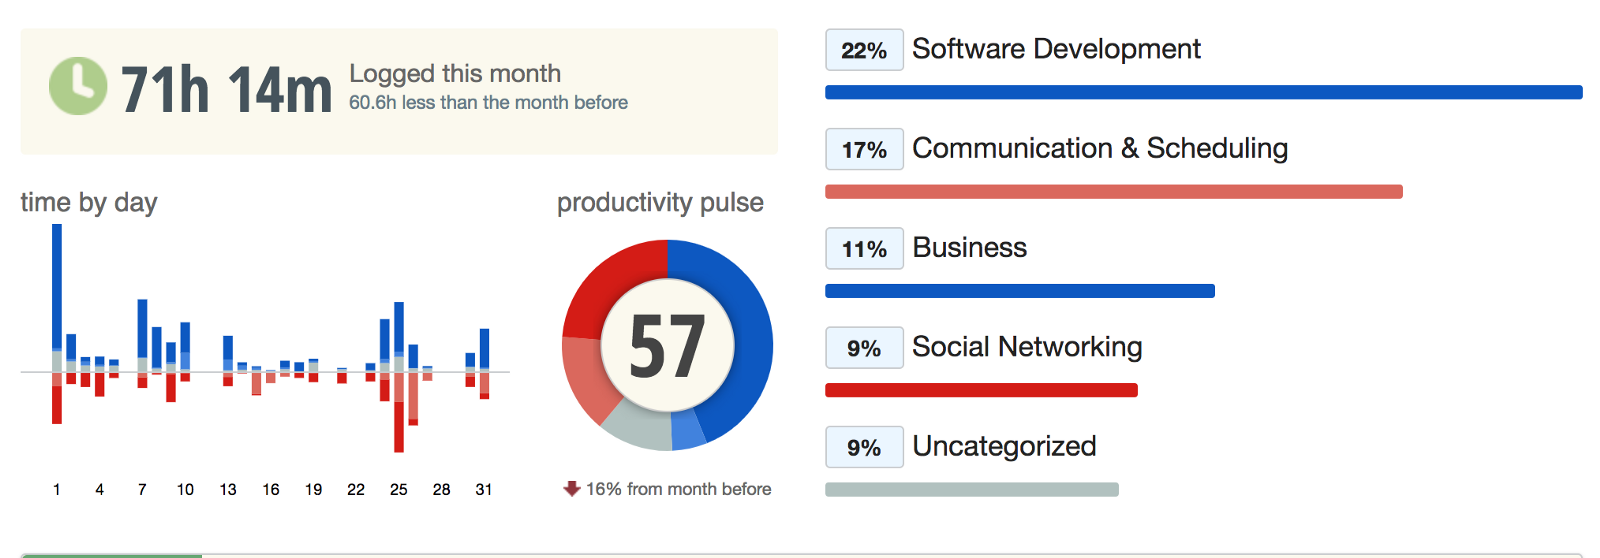 71h 14m
Logged this month
60.6h less than the month before
time by day
productivity pulse
57
1 4 7 10 13 16 19 22 25 28 31
16% from month before
22% Software Development
17% Communication & Scheduling
11% Business
9% Social Networking
9% Uncategorized